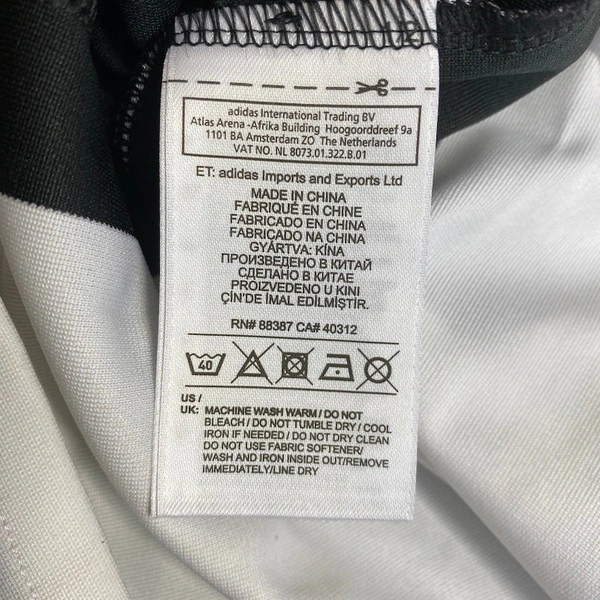 adidas International Trading BV
Atlas Arena -Afrika Building Hoogoorddreef 9a
1101 BA Amsterdam ZO The Netherlands
VAT NO. NL 8073.01.322.B.01
ET: adidas Imports and Exports Ltd
MADE IN CHINA
FABRIQUÉ EN CHINE
FABRICADO EN CHINA
FABRICADO NA CHINA
GYÁRTVA: KÍNA
ПРОИЗВЕДЕНО В КИТАЙ
СДЕЛАНО В КИТАЕ
PROIZVEDENO U KINI
ÇİN'DE İMAL EDİLMİŞTİR.
RN# 88387 CA# 40312
40
US /
UK: MACHINE WASH WARM / DO NOT
BLEACH / DO NOT TUMBLE DRY / COOL
IRON IF NEEDED / DO NOT DRY CLEAN
DO NOT USE FABRIC SOFTENER/
WASH AND IRON INSIDE OUT/REMOVE
IMMEDIATELY/LINE DRY